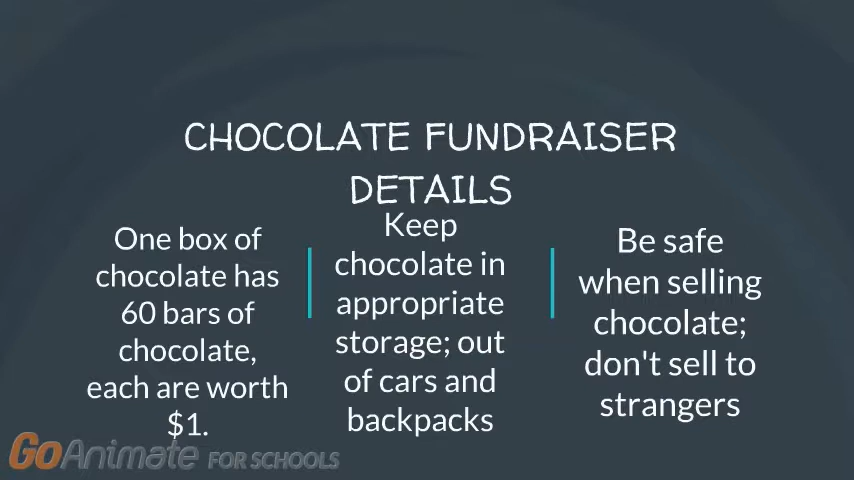 CHOCOLATE FUNDRAISER
DETAILS
One box of
chocolate has
60 bars of
chocolate,
each are worth
$1.
Keep
chocolate in
appropriate
storage; out
of cars and
backpacks
Be safe
when selling
chocolate;
don't sell to
strangers
GoAnimate FOR SCHOOLS